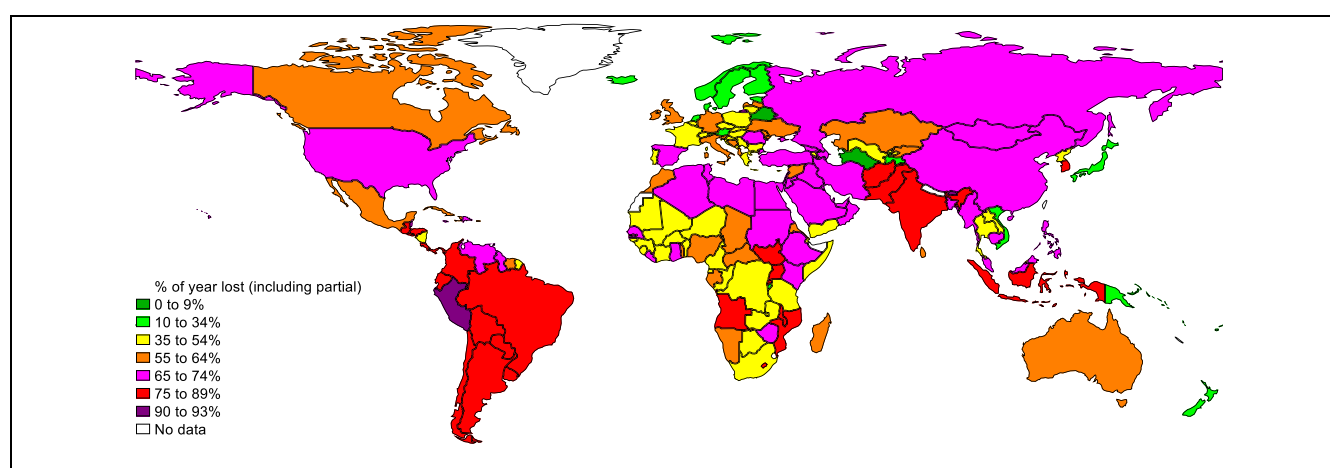 % of year lost (including partial)
0 to 9%
10 to 34%
35 to 54%
55 to 64%
65 to 74%
75 to 89%
90 to 93%
No data